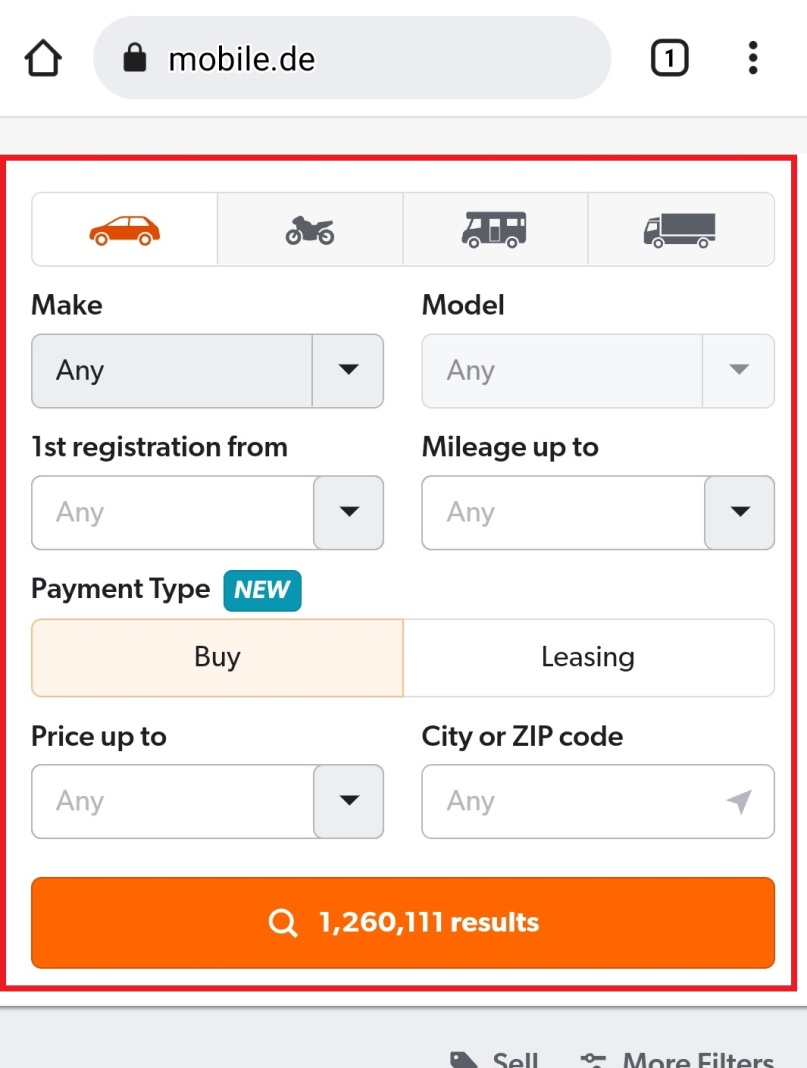 mobile.de 1
Make Model
Any Any
1st registration from Mileage up to
Any Any
Payment Type NEW
Buy Leasing
Price up to City or ZIP code
Any Any
1,260,111 results
Sell More Filters